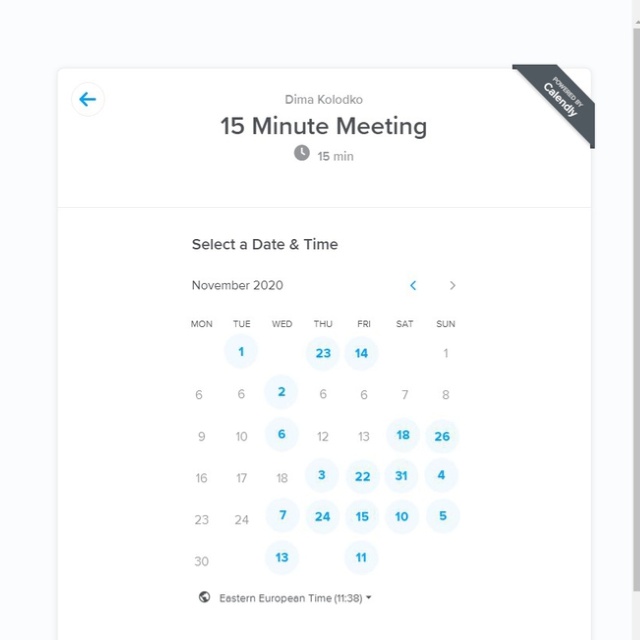 POWERED BY
Calendly
Dima Kolodko
15 Minute Meeting
15 min
Select a Date & Time
November 2020
MON TUE WED THU FRI SAT SUN
1 23 14 1
6 6 2 6 6 7 8
9 10 6 12 13 18 26
16 17 18 3 22 31 4
23 24 7 24 15 10 5
30 13 11
Eastern European Time (11:38)